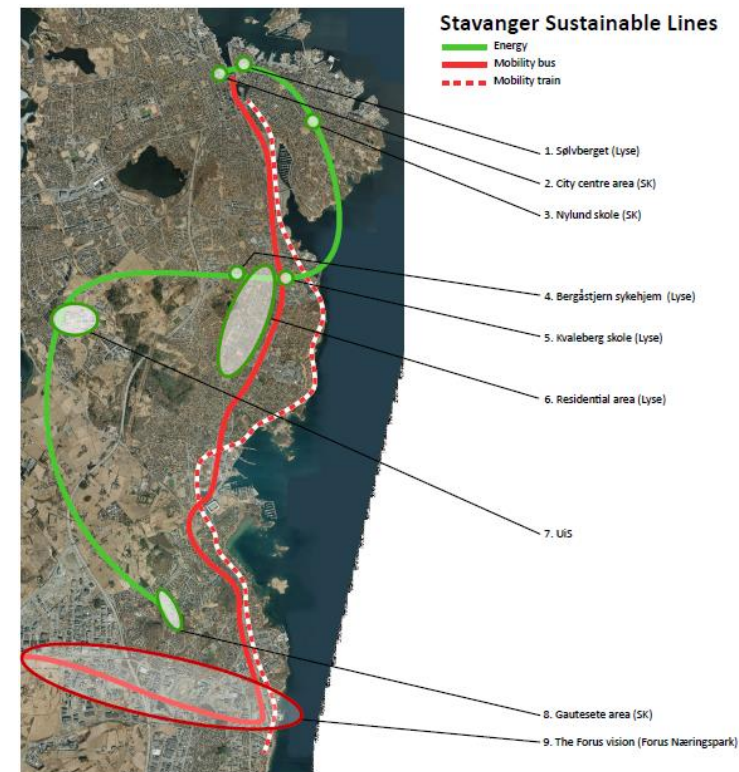 Stavanger Sustainable Lines
Energy
Mobility bus
Mobility train
1. Sølvberget (Lyse)
2. City centre area (SK)
3. Nylund skole (SK)
4. Bergåstjern sykehjem (Lyse)
5. Kvaleberg skole (Lyse)
6. Residential area (Lyse)
7. UiS
8. Gautesete area (SK)
9. The Forus vision (Forus Næringspark)